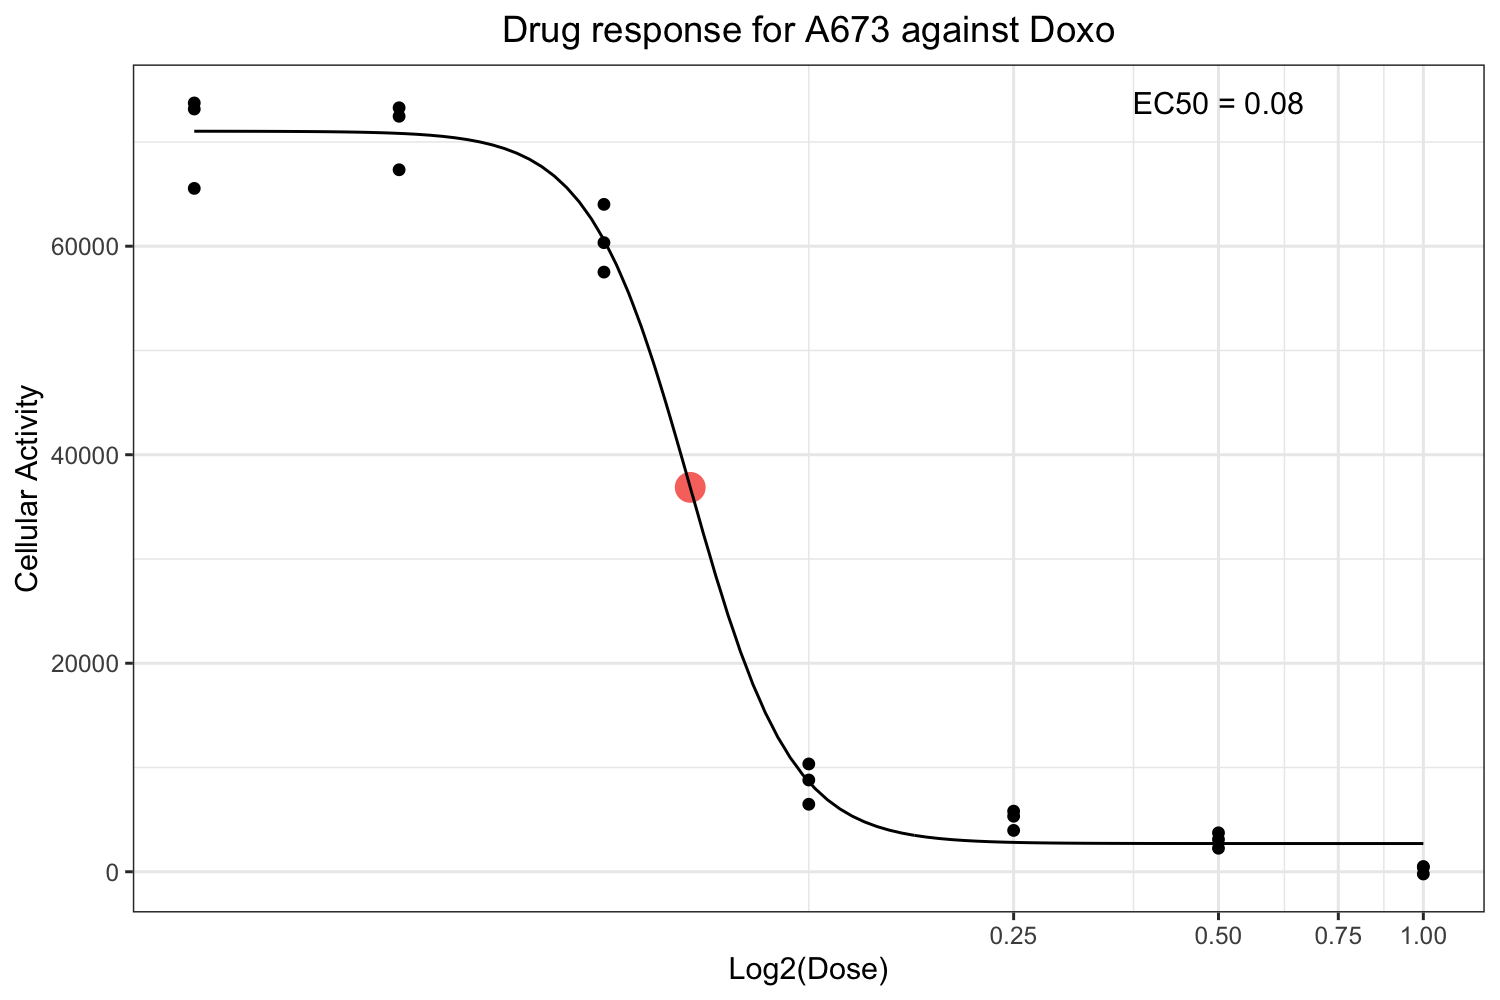 Drug response for A673 against Doxo
EC50 = 0.08
Cellular Activity
60000
40000
20000
0
0.25 0.50 0.75 1.00
Log2(Dose)